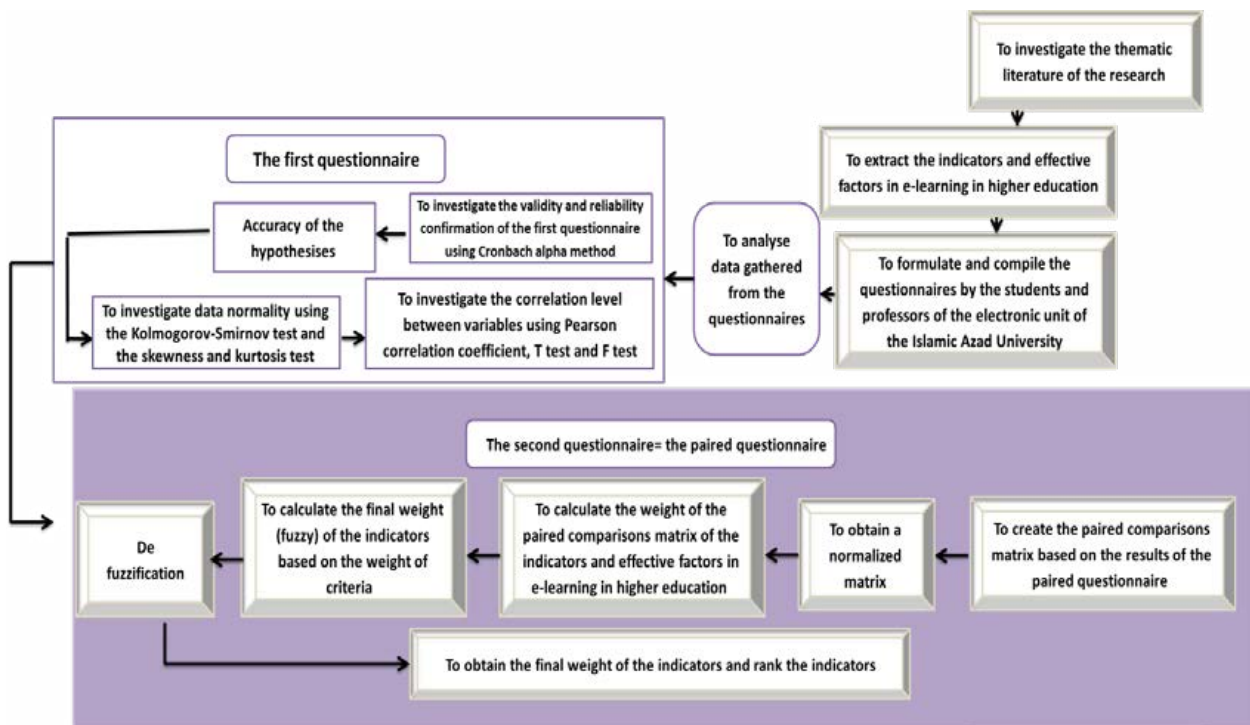 To investigate the thematic
literature of the research
To extract the indicators and effective
factors in e-learning in higher education
To formulate and compile the
questionnaires by the students and
professors of the electronic unit of
the Islamic Azad University
To analyse
data gathered
from the
questionnaires
The first questionnaire
To investigate the validity and reliability
confirmation of the first questionnaire
using Cronbach alpha method
Accuracy of the
hypothesises
To investigate data normality using
the Kolmogorov-Smirnov test and
the skewness and kurtosis test
To investigate the correlation level
between variables using Pearson
correlation coefficient, T test and F test
The second questionnaire= the paired questionnaire
To create the paired comparisons
matrix based on the results of the
paired questionnaire
To obtain a
normalized
matrix
To calculate the weight of the
paired comparisons matrix of the
indicators and effective factors in
e-learning in higher education
To calculate the final weight
(fuzzy) of the indicators
based on the weight of
criteria
De
fuzzification
To obtain the final weight of the indicators and rank the indicators